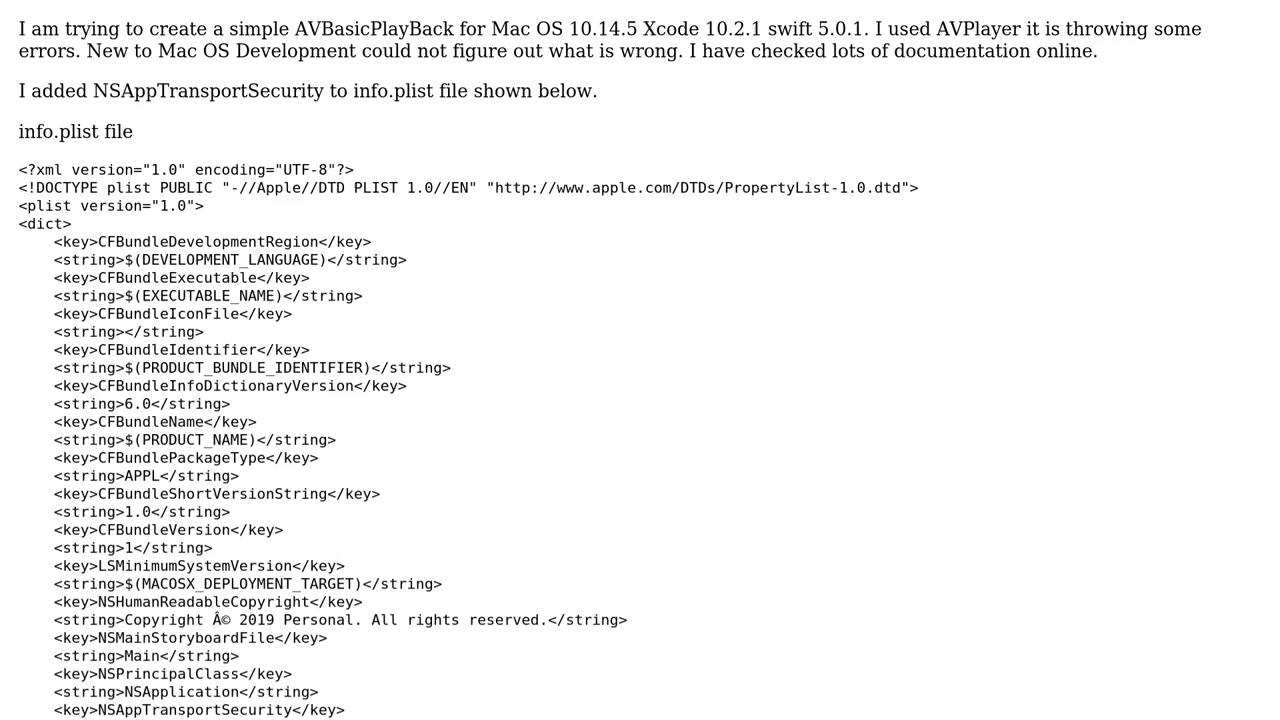 I am trying to create a simple AVBasicPlayBack for Mac OS 10.14.5 Xcode 10.2.1 swift 5.0.1. I used AVPlayer it is throwing some
errors. New to Mac OS Development could not figure out what is wrong. I have checked lots of documentation online.
I added NSAppTransportSecurity to info.plist file shown below.
info.plist file
<?xml version="1.0" encoding="UTF-8"?>
<!DOCTYPE plist PUBLIC "-//Apple//DTD PLIST 1.0//EN" "http://www.apple.com/DTDs/PropertyList-1.0.dtd">
<plist version="1.0">
<dict>
    <key>CFBundleDevelopmentRegion</key>
    <string>$(DEVELOPMENT_LANGUAGE)</string>
    <key>CFBundleExecutable</key>
    <string>$(EXECUTABLE_NAME)</string>
    <key>CFBundleIconFile</key>
    <string></string>
    <key>CFBundleIdentifier</key>
    <string>$(PRODUCT_BUNDLE_IDENTIFIER)</string>
    <key>CFBundleInfoDictionaryVersion</key>
    <string>6.0</string>
    <key>CFBundleName</key>
    <string>$(PRODUCT_NAME)</string>
    <key>CFBundlePackageType</key>
    <string>APPL</string>
    <key>CFBundleShortVersionString</key>
    <string>1.0</string>
    <key>CFBundleVersion</key>
    <string>1</string>
    <key>LSMinimumSystemVersion</key>
    <string>$(MACOSX_DEPLOYMENT_TARGET)</string>
    <key>NSHumanReadableCopyright</key>
    <string>Copyright Â© 2019 Personal. All rights reserved.</string>
    <key>NSMainStoryboardFile</key>
    <string>Main</string>
    <key>NSPrincipalClass</key>
    <string>NSApplication</string>
    <key>NSAppTransportSecurity</key>